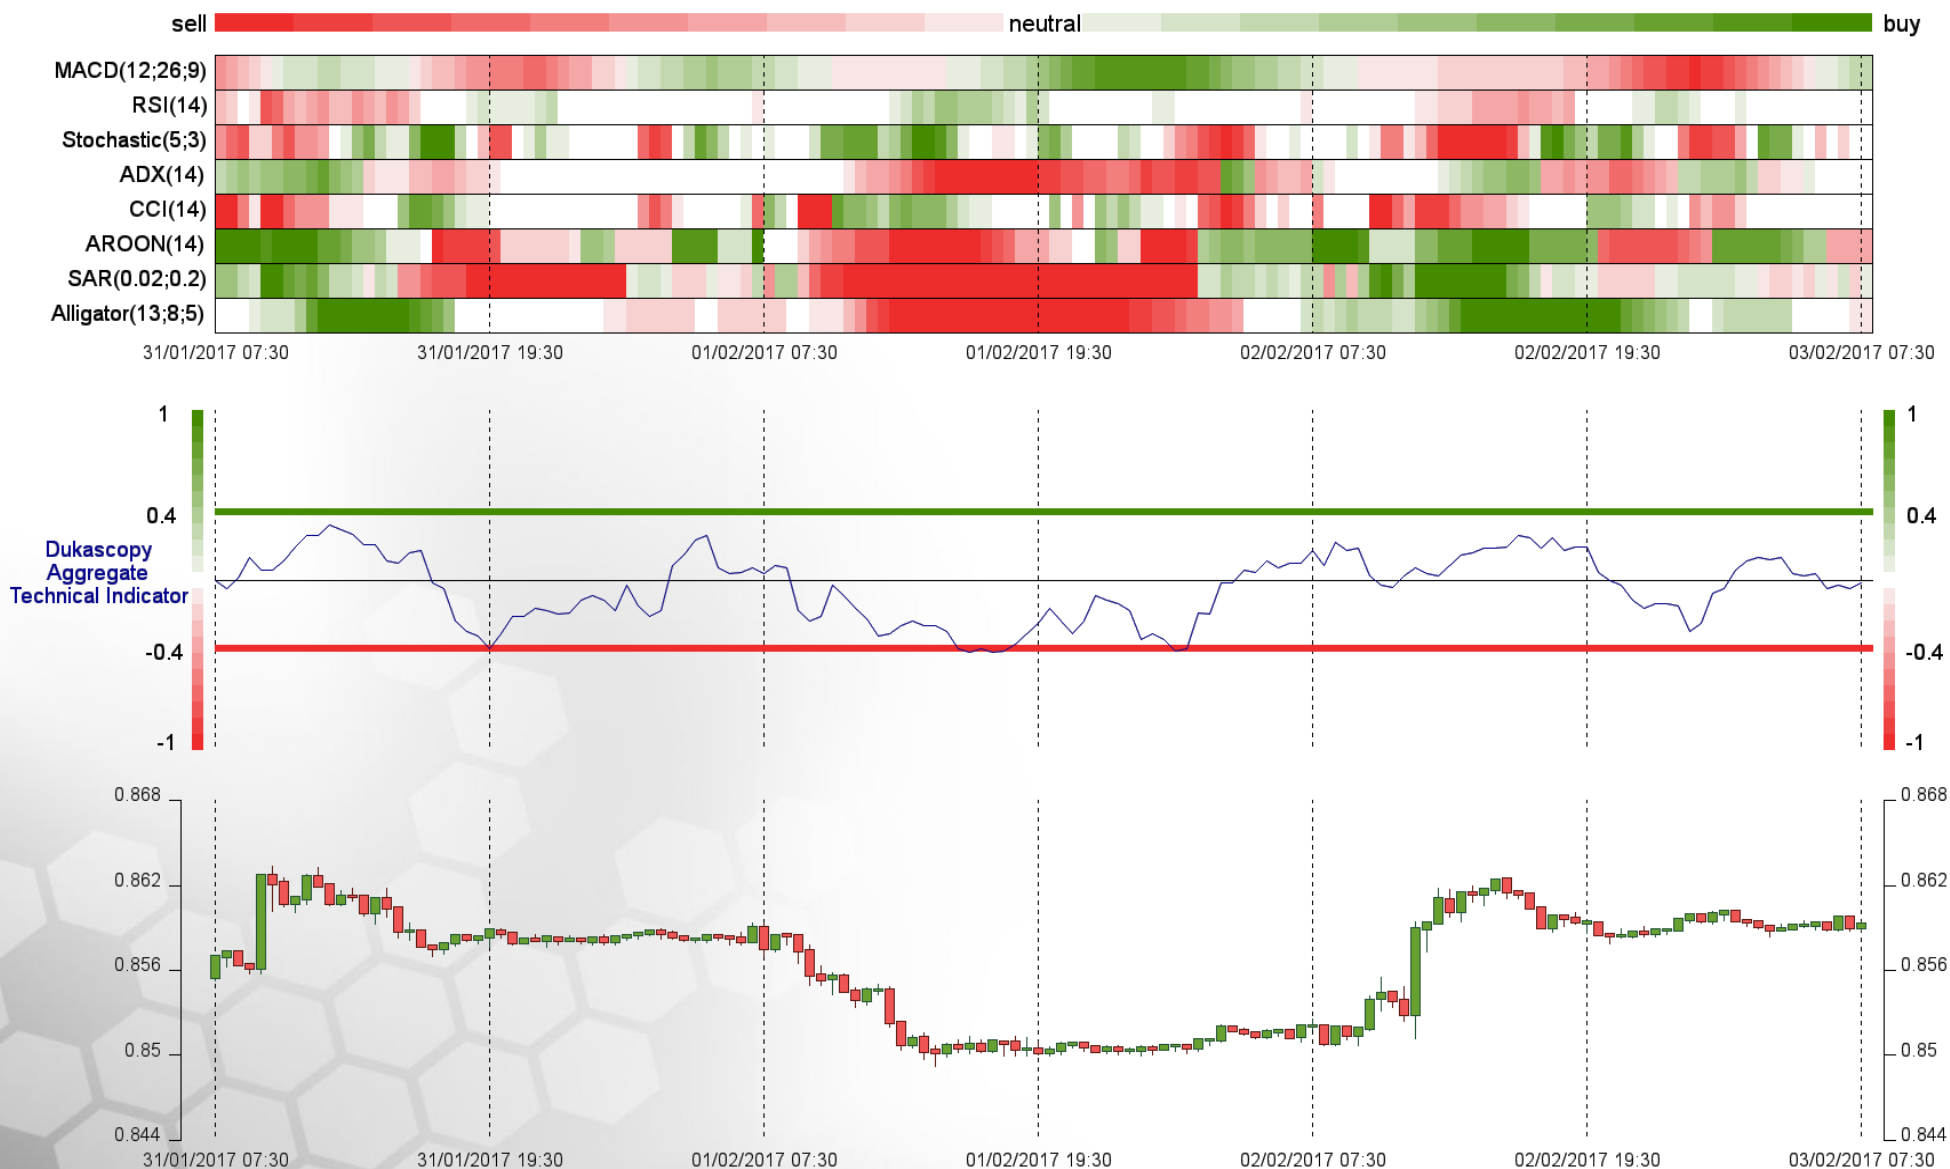 sell neutral buy
MACD(12;26;9)
RSI(14)
Stochastic(5;3)
ADX(14)
CCI(14)
AROON(14)
SAR(0.02;0.2)
Alligator(13;8;5)
31/01/2017 07:30 31/01/2017 19:30 01/02/2017 07:30 01/02/2017 19:30 02/02/2017 07:30 02/02/2017 19:30 03/02/2017 07:30
1 1
0.4 0.4
Dukascopy
Aggregate
Technical Indicator
-0.4 -0.4
-1 -1
0.868 0.868
0.862 0.862
0.856 0.856
0.85 0.85
0.844 0.844
31/01/2017 07:30 31/01/2017 19:30 01/02/2017 07:30 01/02/2017 19:30 02/02/2017 07:30 02/02/2017 19:30 03/02/2017 07:30